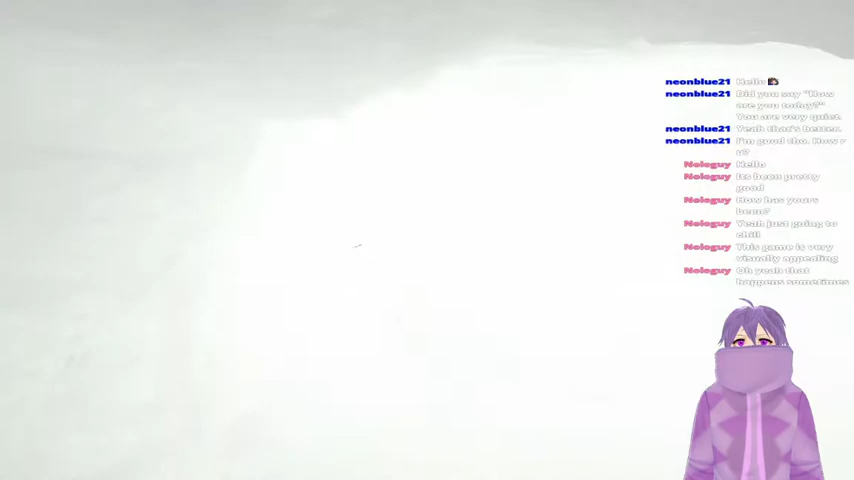 neonblue21 Hello
neonblue21 Did you say "How
are you today?"
You are very quiet.
neonblue21 Yeah that's better.
neonblue21 I'm good tho. How r
u?
Nologuy Hello
Nologuy Its been pretty
good
Nologuy How has yours
been?
Nologuy Yeah just going to
chill
Nologuy This game is very
visually appealing
Nologuy Oh yeah that
happens sometimes